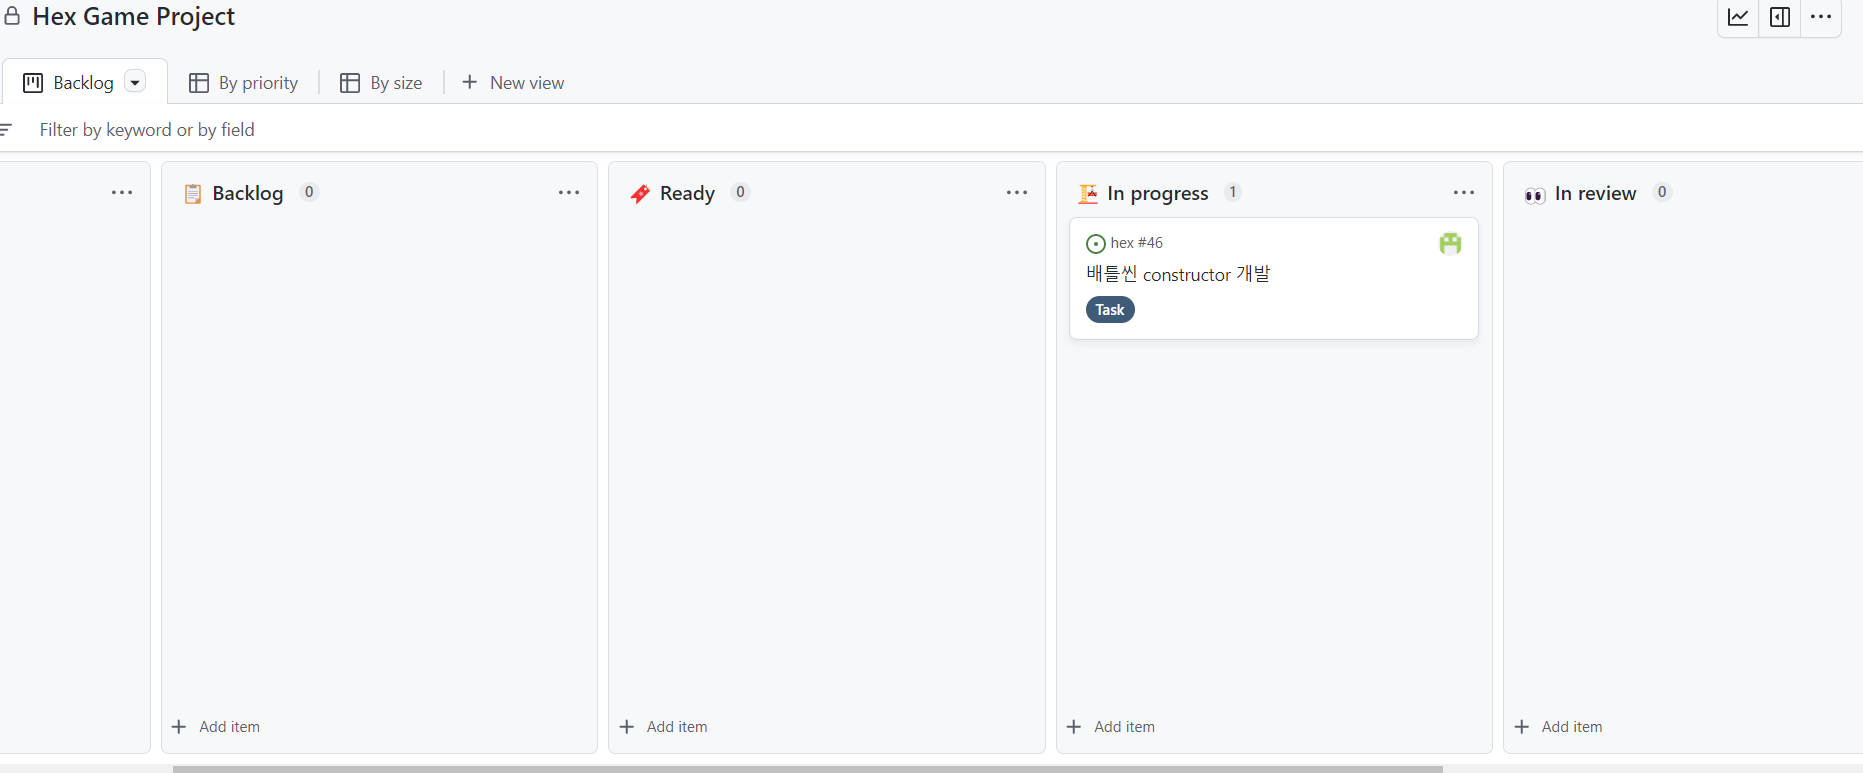 Hex Game Project
Backlog
By priority
By size
New view
Filter by keyword or by field
Backlog 0
Ready 0
In progress 1
In review 0
hex #46
배틀씬 constructor 개발
Task
Add item
Add item
Add item
Add item